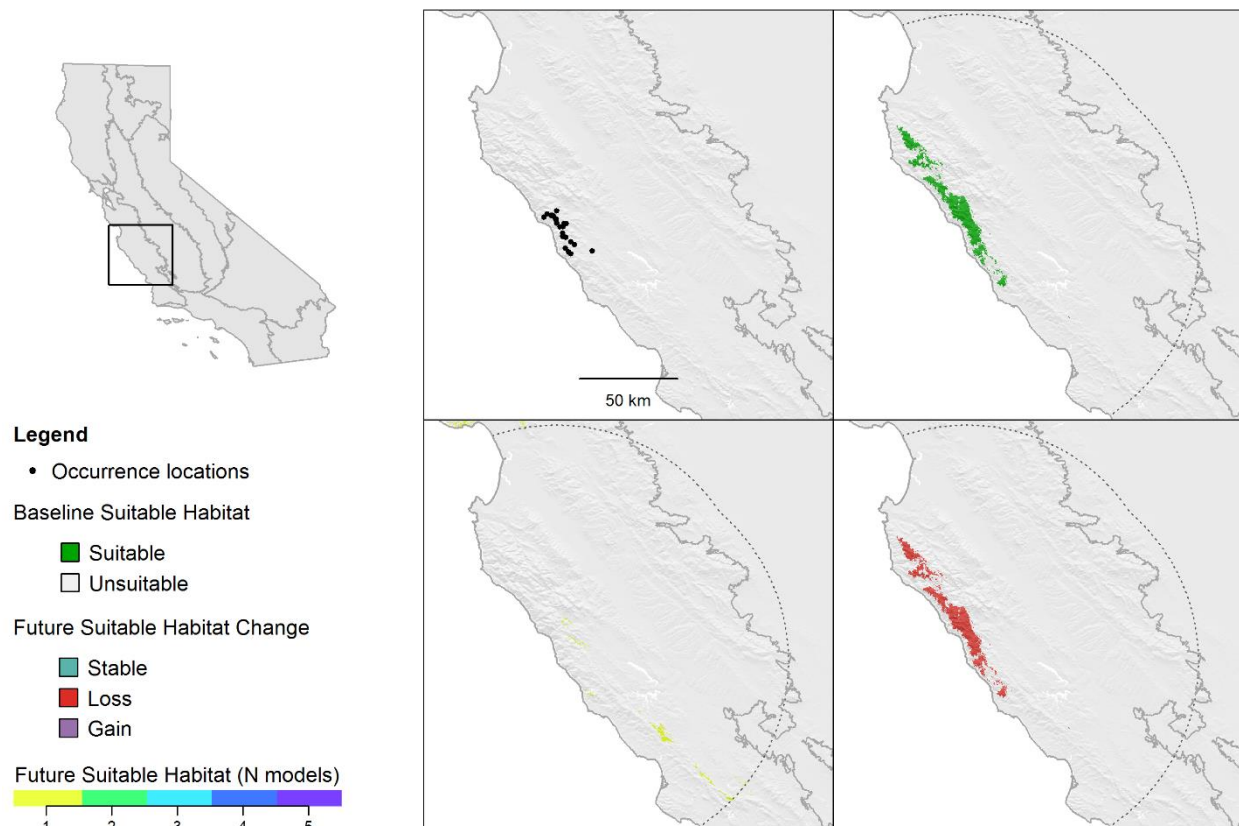 50 km
Legend
Occurrence locations
Baseline Suitable Habitat
Suitable
Unsuitable
Future Suitable Habitat Change
Stable
Loss
Gain
Future Suitable Habitat (N models)
1 2 3 4 5